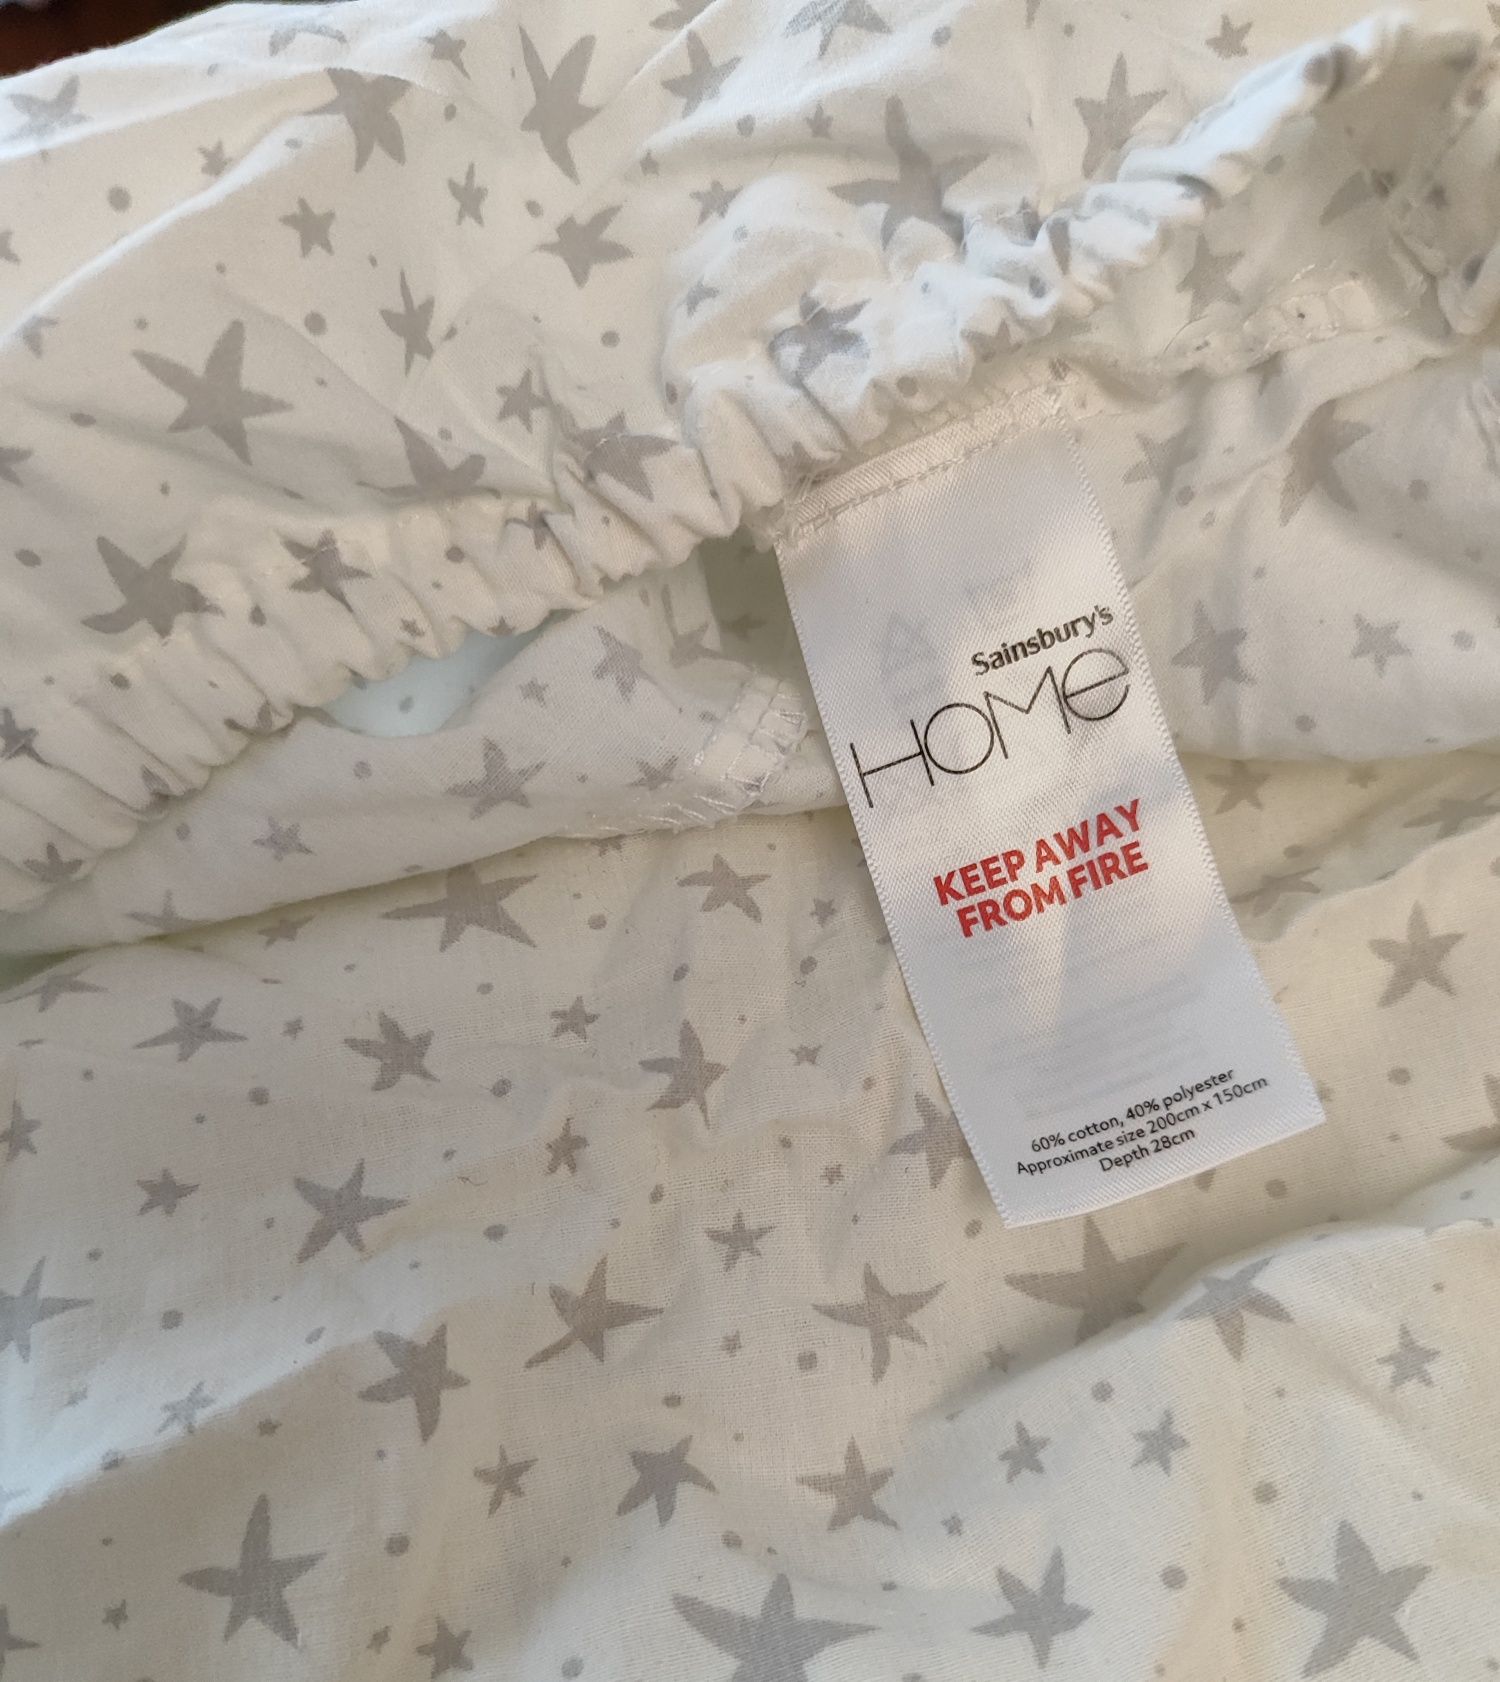 Sainsbury's
HOME
KEEP AWAY
FROM FIRE
60% cotton, 40% polyester
Approximate size 200cm x 150cm
Depth 28cm